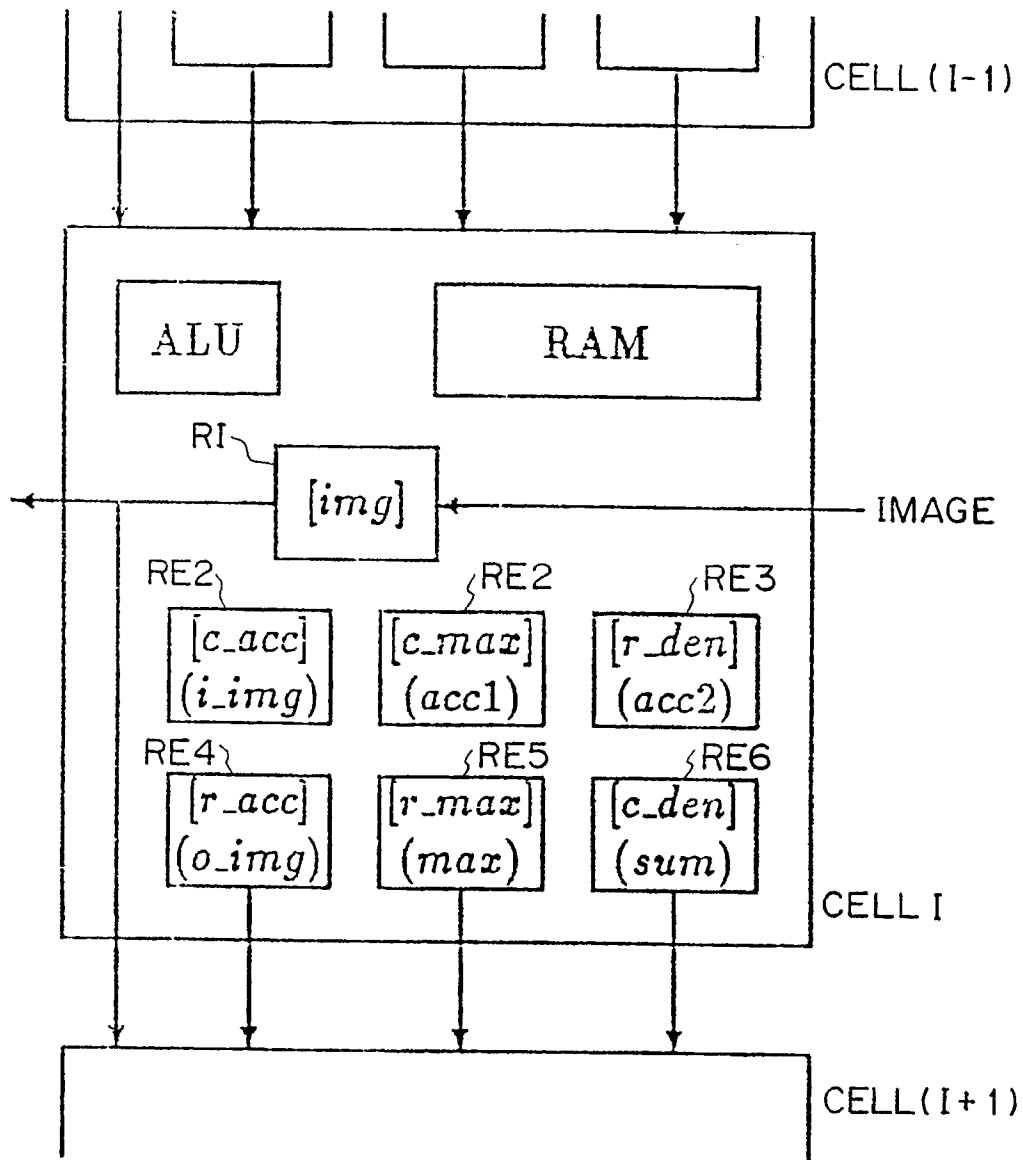 CELL(I-1)
ALU
RAM
RI
[img]
IMAGE
RE2
RE2
RE3
[c_acc]
(i_img)
[c_max]
(acc1)
[r_den]
(acc2)
RE4
RE5
RE6
[r_acc]
(o_img)
[r_max]
(max)
[c_den]
(sum)
CELL I
CELL(I+1)